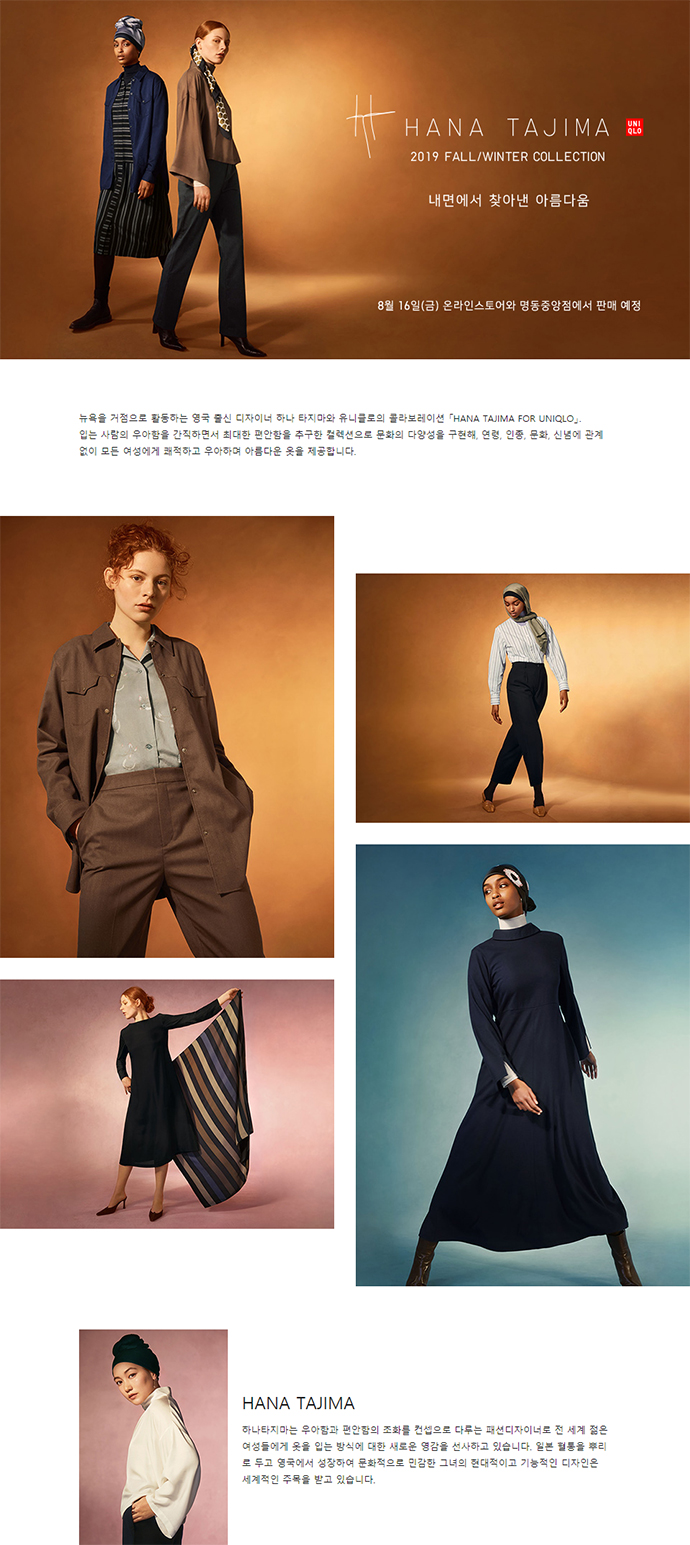 HANA TAJIMA
UNI
QLO
2019 FALL/WINTER COLLECTION
내면에서 찾아낸 아름다움
8월 16일(금) 온라인스토어와 명동중앙점에서 판매 예정
뉴욕을 거점으로 활동하는 영국 출신 디자이너 하나 타지마와 유니클로의 콜라보레이션 「HANA TAJIMA FOR UNIQLO」.
입는 사람의 우아함을 간직하면서 최대한 편안함을 추구한 컬렉션으로 문화의 다양성을 구현해, 연령, 인종, 문화, 신념에 관계
없이 모든 여성에게 쾌적하고 우아하며 아름다운 옷을 제공합니다.
HANA TAJIMA
하나타지마는 우아함과 편안함의 조화를 컨셉으로 다루는 패션디자이너로 전 세계 젊은
여성들에게 옷을 입는 방식에 대한 새로운 영감을 선사하고 있습니다. 일본 혈통을 뿌리
로 두고 영국에서 성장하여 문화적으로 민감한 그녀의 현대적이고 기능적인 디자인은
세계적인 주목을 받고 있습니다.